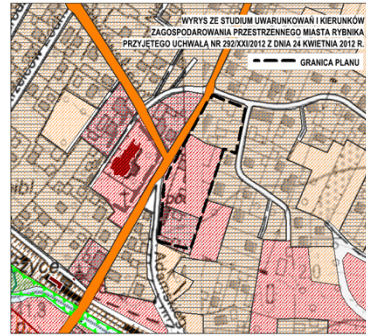 WYRYS ZE STUDIUM UWARUNKOWAŃ I KIERUNKÓW
ZAGOSPODAROWANIA PRZESTRZENNEGO MIASTA RYBNIKA
PRZYJĘTEGO UCHWAŁĄ NR 292/XXI/2012 Z DNIA 24 KWIETNIA 2012 R.
GRANICA PLANU